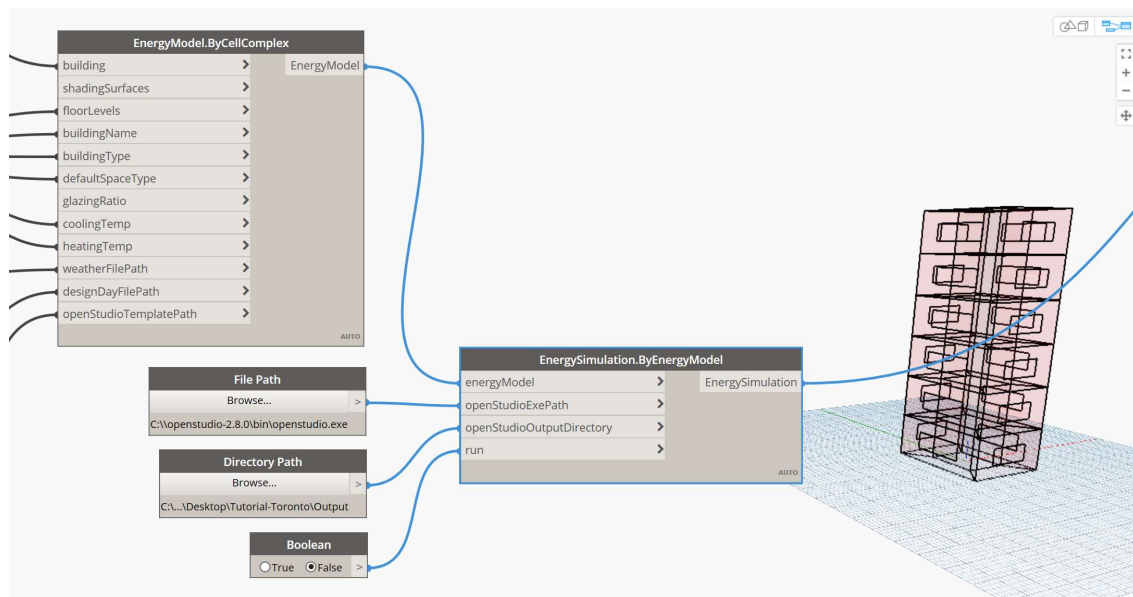 EnergyModel.ByCellComplex
building > EnergyModel
shadingSurfaces >
floorLevels >
buildingName >
buildingType >
defaultSpaceType >
glazingRatio >
coolingTemp >
heatingTemp >
weatherFilePath >
designDayFilePath >
openStudioTemplatePath >
AUTO
File Path
Browse... >
C:\\openstudio-2.8.0\bin\openstudio.exe
Directory Path
Browse... >
C:\...\Desktop\Tutorial-Toronto\Output
Boolean
True False >
EnergySimulation.ByEnergyModel
energyModel > EnergySimulation
openStudioExePath >
openStudioOutputDirectory >
run >
AUTO